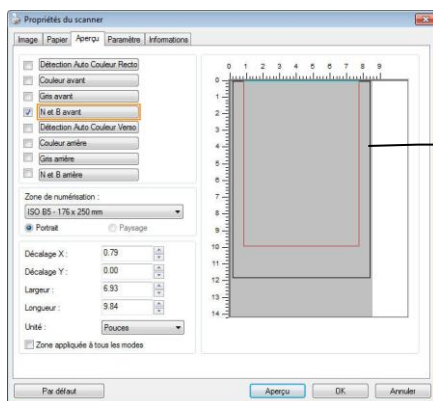 Propriétés du scanner
Image Papier Aperçu Paramètre Informations
Détection Auto Couleur Recto
Couleur avant
Gris avant
N et B avant
Détection Auto Couleur Verso
Couleur arrière
Gris arrière
N et B arrière
Zone de numérisation :
ISO B5 - 176 x 250 mm
Portrait Paysage
Décalage X : 0.79
Décalage Y : 0.00
Largeur : 6.93
Longueur : 9.84
Unité : Pouces
Zone appliquée à tous les modes
0 1 2 3 4 5 6 7 8 9
0
1
2
3
4
5
6
7
8
9
10
11
12
13
14
Par défaut Aperçu OK Annuler